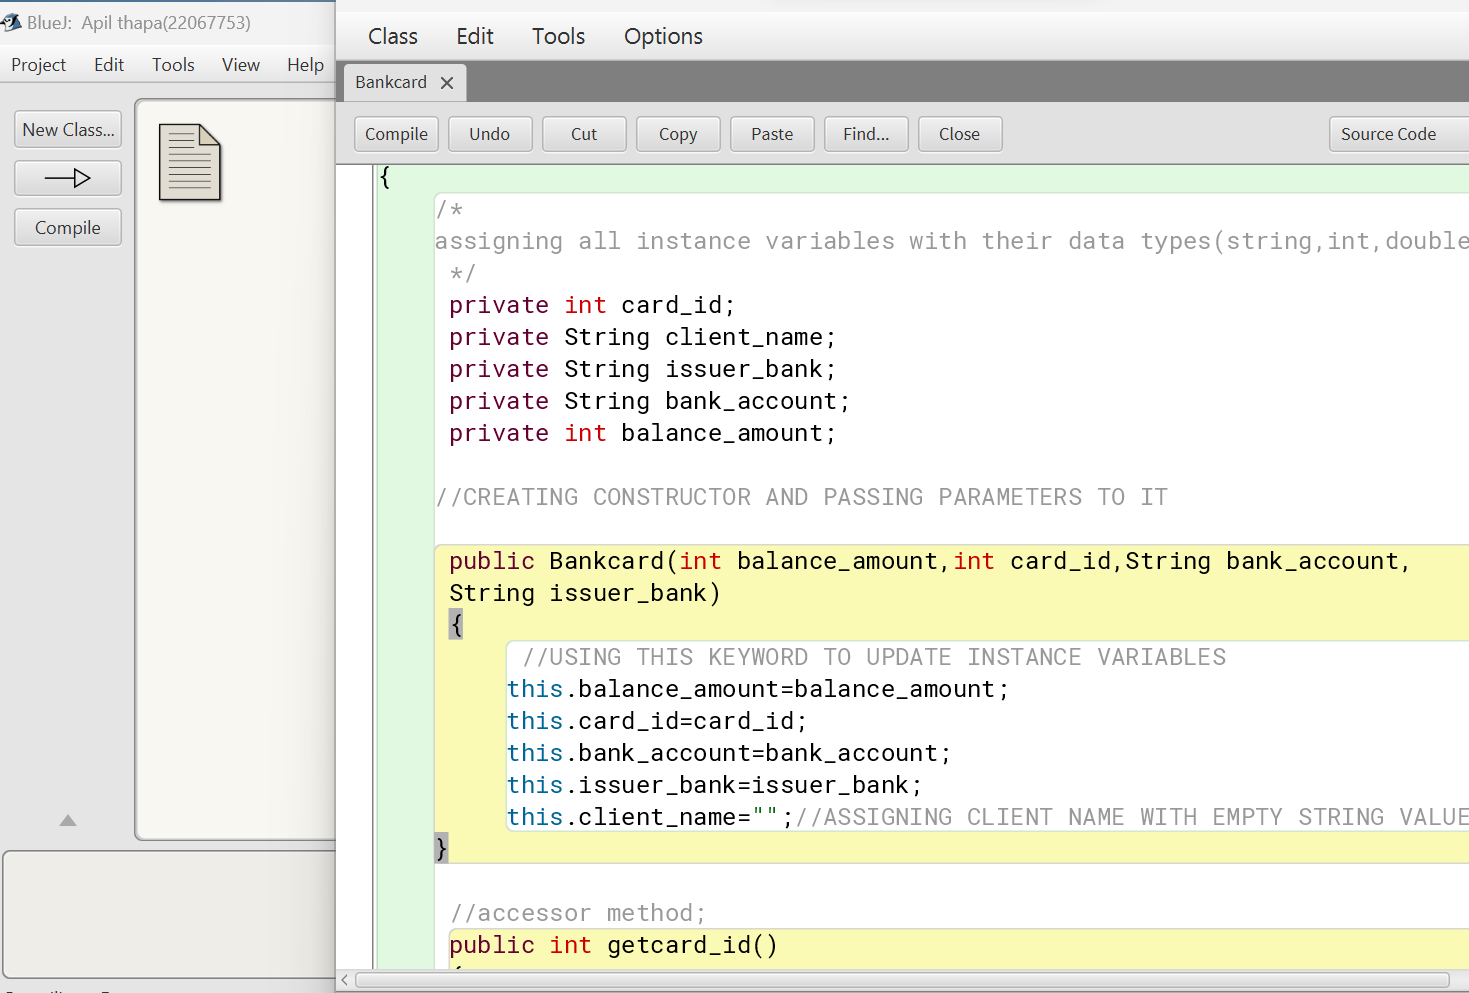 BlueJ: Apil thapa(22067753)
Project Edit Tools View Help
New Class...
Compile
Class Edit Tools Options
Bankcard
Compile Undo Cut Copy Paste Find... Close Source Code
{
/*
assigning all instance variables with their data types(string,int,double
*/
private int card_id;
private String client_name;
private String issuer_bank;
private String bank_account;
private int balance_amount;
//CREATING CONSTRUCTOR AND PASSING PARAMETERS TO IT
public Bankcard(int balance_amount,int card_id,String bank_account,
String issuer_bank)
{
//USING THIS KEYWORD TO UPDATE INSTANCE VARIABLES
this.balance_amount=balance_amount;
this.card_id=card_id;
this.bank_account=bank_account;
this.issuer_bank=issuer_bank;
this.client_name="";//ASSIGNING CLIENT NAME WITH EMPTY STRING VALUE
}
//accessor method;
public int getcard_id()